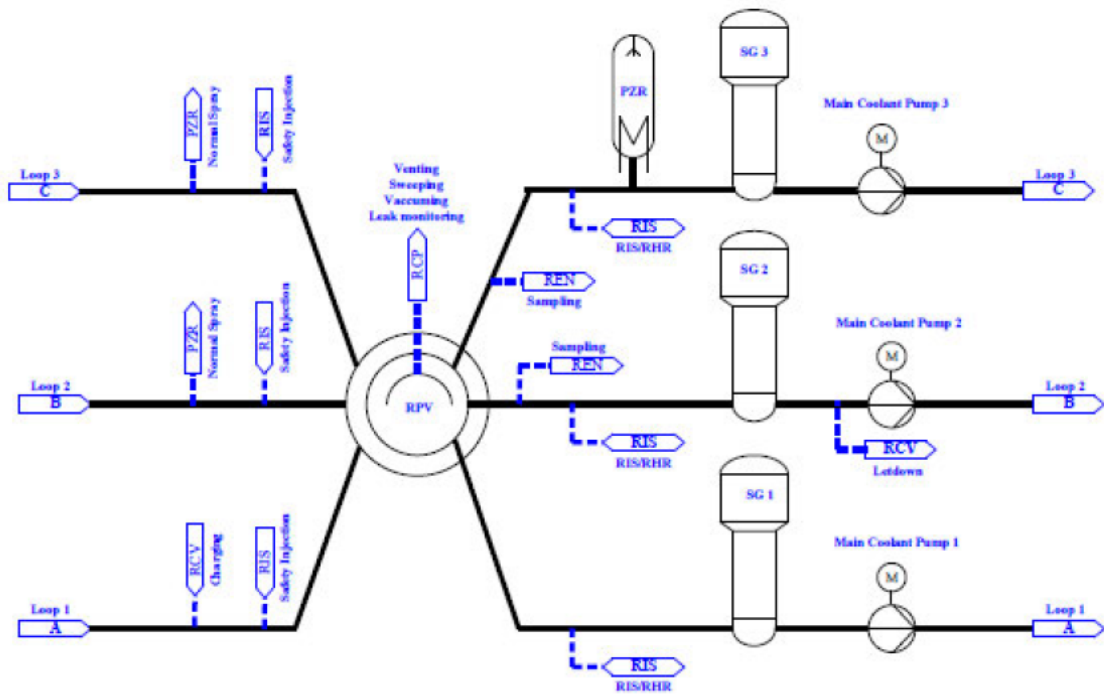 SG 3
PZR
Main Coolant Pump 3
M
PZR
Normal Spray
RIS
Safety Injection
Loop 3
C
Venting
Sweeping
Vaccuming
Leak monitoring
RCP
Loop 3
C
RIS
RIS/RHR
REN
Sampling
SG 2
Main Coolant Pump 2
M
PZR
Normal Spray
RIS
Safety Injection
Sampling
REN
Loop 2
B
RPV
Loop 2
B
RIS
RIS/RHR
RCV
Letdown
SG 1
Main Coolant Pump 1
M
RCV
Charging
RIS
Safety Injection
Loop 1
A
Loop 1
A
RIS
RIS/RHR